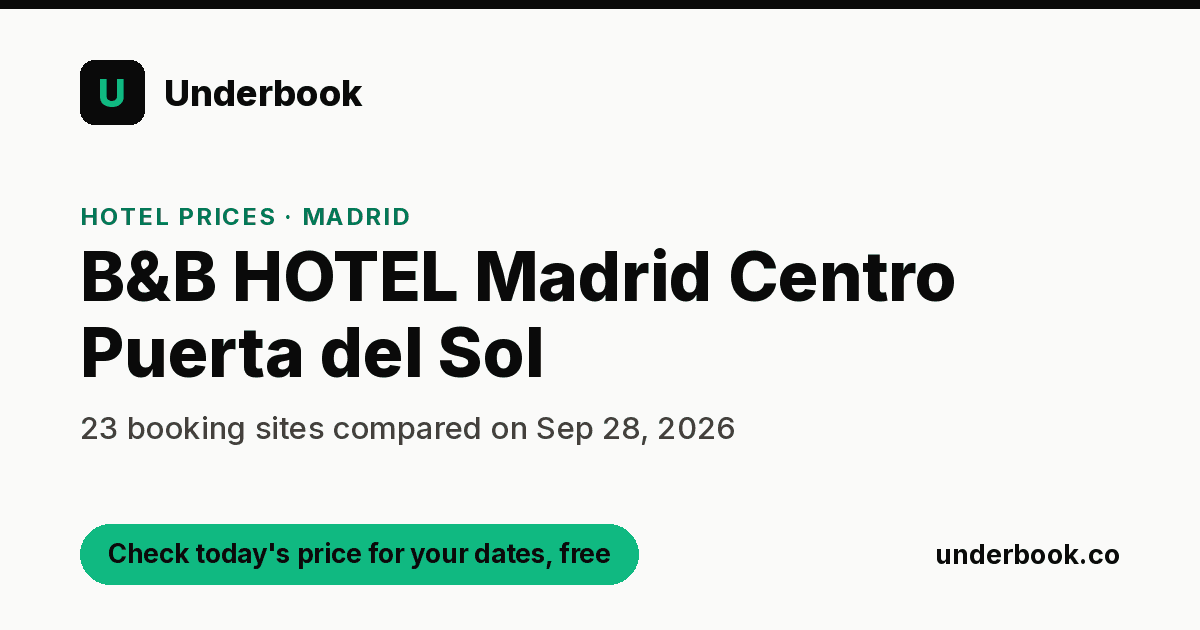 U Underbook
HOTEL PRICES · MADRID
B&B HOTEL Madrid Centro
Puerta del Sol
23 booking sites compared on Sep 28, 2026
Check today's price for your dates, free
underbook.co